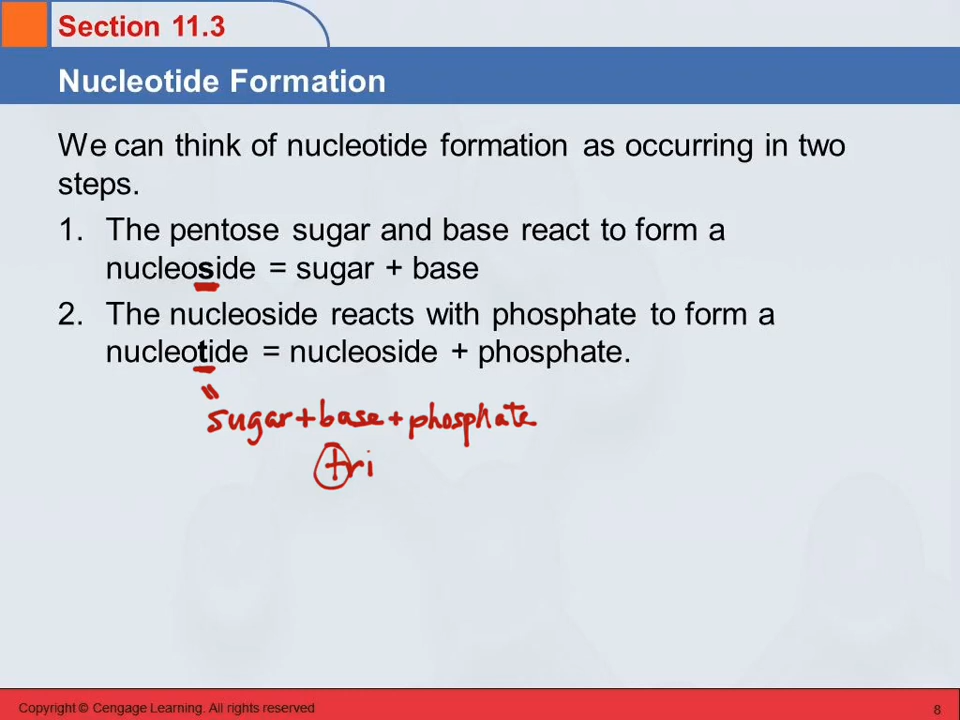 Section 11.3
Nucleotide Formation
We can think of nucleotide formation as occurring in two
steps.
1. The pentose sugar and base react to form a
nucleoside = sugar + base
2. The nucleoside reacts with phosphate to form a
nucleotide = nucleoside + phosphate.
=
sugar + base + phosphate
tri
Copyright © Cengage Learning. All rights reserved
8